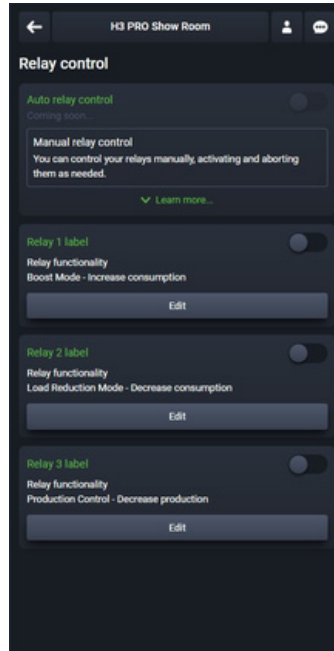 H3 PRO Show Room
Relay control
Auto relay control
Coming soon...
Manual relay control
You can control your relays manually, activating and aborting
them as needed.
Learn more...
Relay 1 label
Relay functionality
Boost Mode - Increase consumption
Edit
Relay 2 label
Relay functionality
Load Reduction Mode - Decrease consumption
Edit
Relay 3 label
Relay functionality
Production Control - Decrease production
Edit